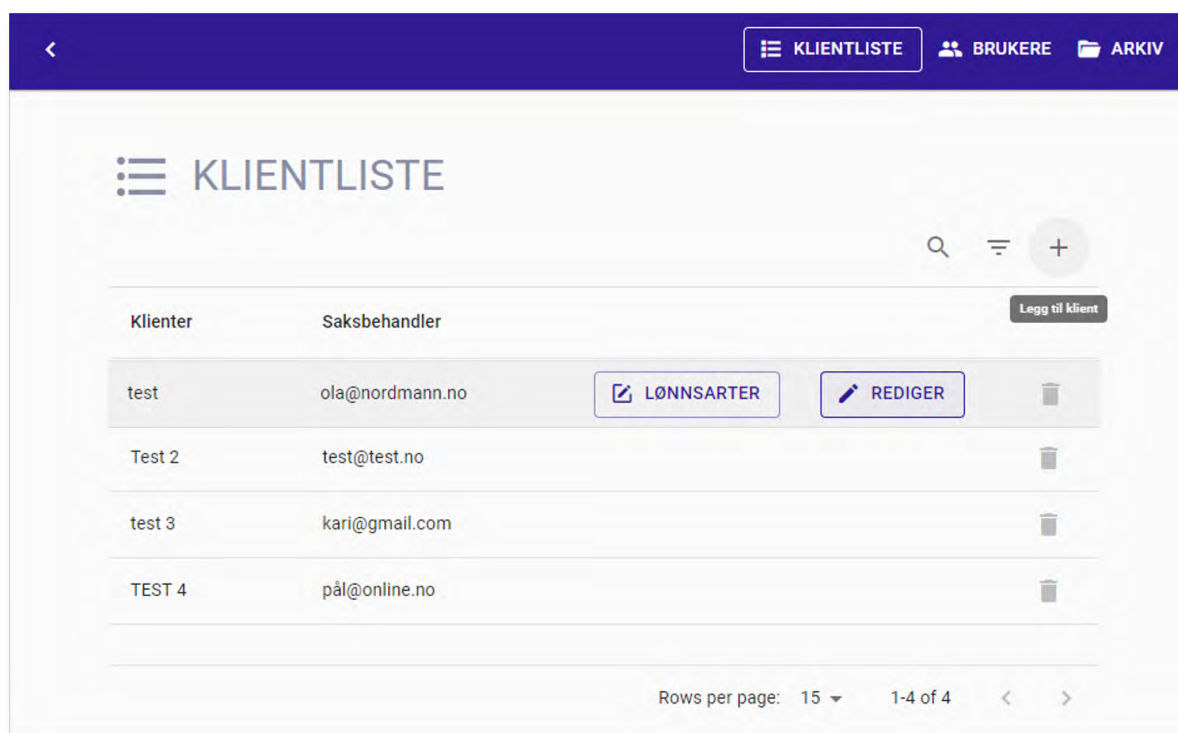 KLIENTLISTE BRUKERE ARKIV
KLIENTLISTE
Legg til klient
Klienter Saksbehandler
test ola@nordmann.no LØNNSARTER REDIGER
Test 2 test@test.no
test 3 kari@gmail.com
TEST 4 pål@online.no
Rows per page: 15 1-4 of 4